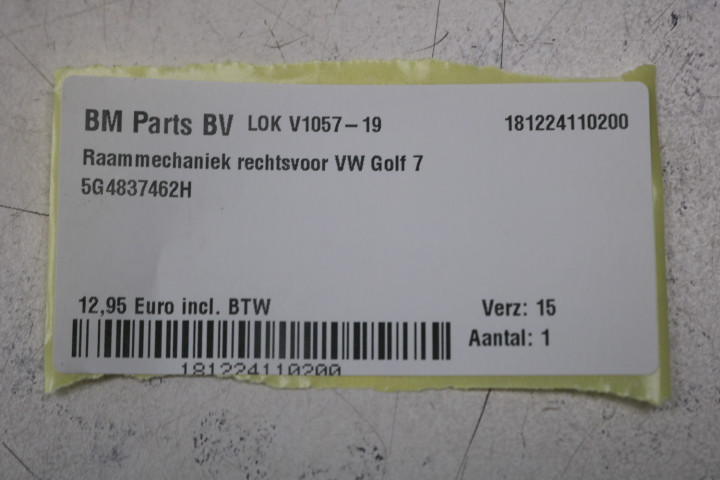 BM Parts BV LOK V1057-19 181224110200
Raammechaniek rechtsvoor VW Golf 7
5G4837462H
12,95 Euro incl. BTW Verz: 15
Aantal: 1
181224110200